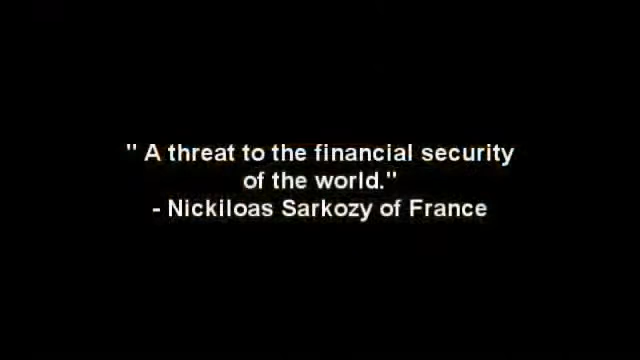 " A threat to the financial security
of the world."
- Nickiloas Sarkozy of France